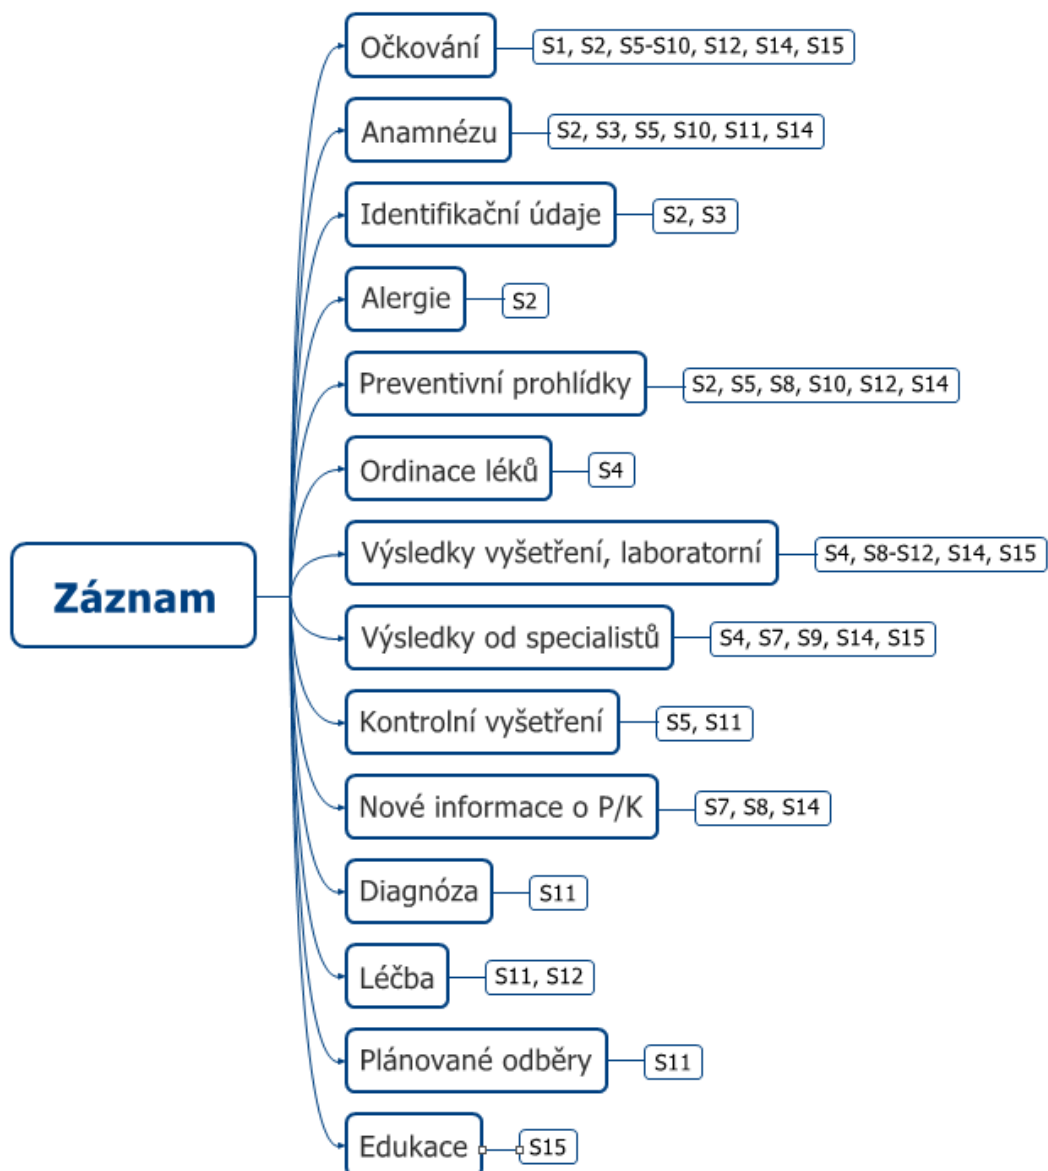 Záznam
Očkování
S1, S2, S5-S10, S12, S14, S15
Anamnézu
S2, S3, S5, S10, S11, S14
Identifikační údaje
S2, S3
Alergie
S2
Preventivní prohlídky
S2, S5, S8, S10, S12, S14
Ordinace léků
S4
Výsledky vyšetření, laboratorní
S4, S8-S12, S14, S15
Výsledky od specialistů
S4, S7, S9, S14, S15
Kontrolní vyšetření
S5, S11
Nové informace o P/K
S7, S8, S14
Diagnóza
S11
Léčba
S11, S12
Plánované odběry
S11
Edukace
S15